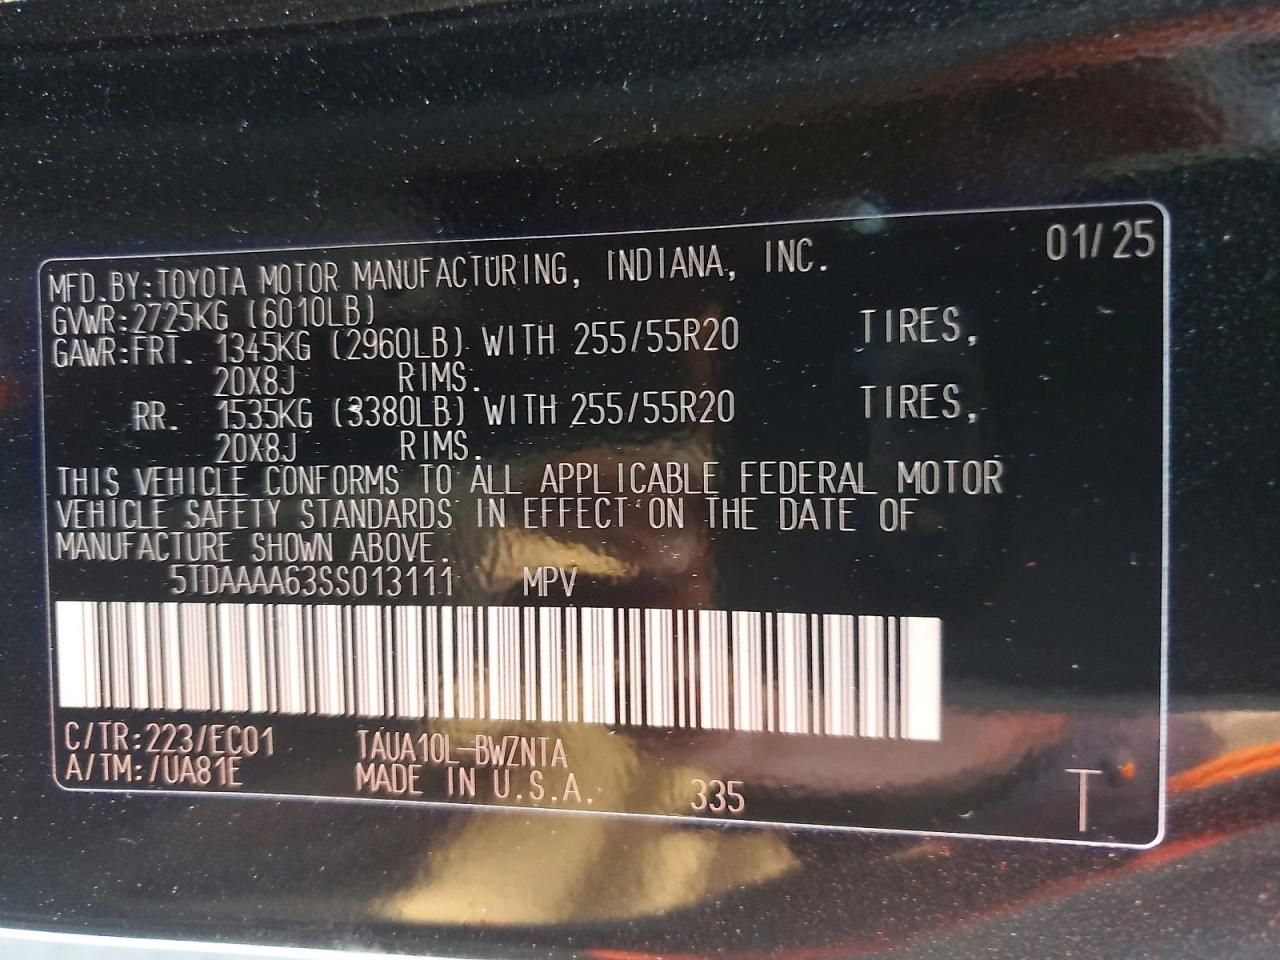 01/25
MFD.BY:TOYOTA MOTOR MANUFACTURING, INDIANA, INC.
GVWR:2725KG (6010LB)
GAWR:FRT. 1345KG (2960LB) WITH 255/55R20 TIRES,
20X8J RIMS.
RR. 1535KG (3380LB) WITH 255/55R20 TIRES,
20X8J RIMS.
THIS VEHICLE CONFORMS TO ALL APPLICABLE FEDERAL MOTOR
VEHICLE SAFETY STANDARDS IN EFFECT ON THE DATE OF
MANUFACTURE SHOWN ABOVE.
5TDAAAA63SS013111 MPV
C/TR:223/EC01 TAUA10L-BWZNTA
A/TM:/UA81E MADE IN U.S.A. 335
T